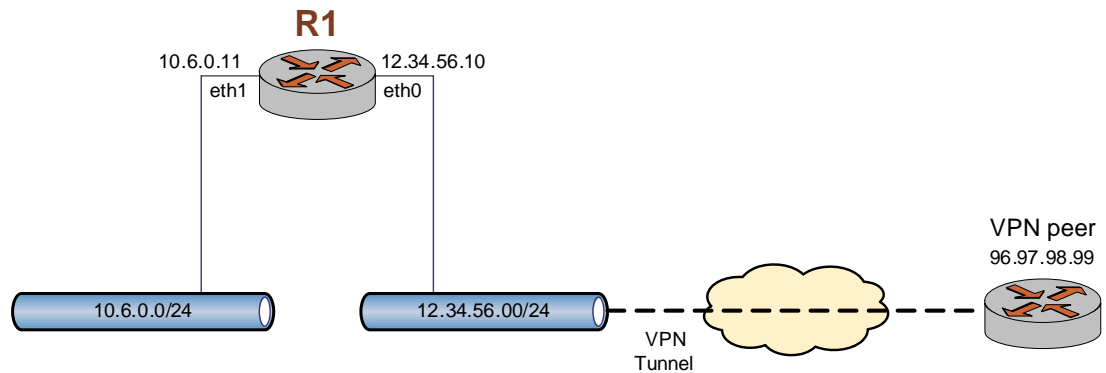 R1
10.6.0.11
12.34.56.10
eth1
eth0
VPN peer
96.97.98.99
10.6.0.0/24
12.34.56.00/24
VPN
Tunnel